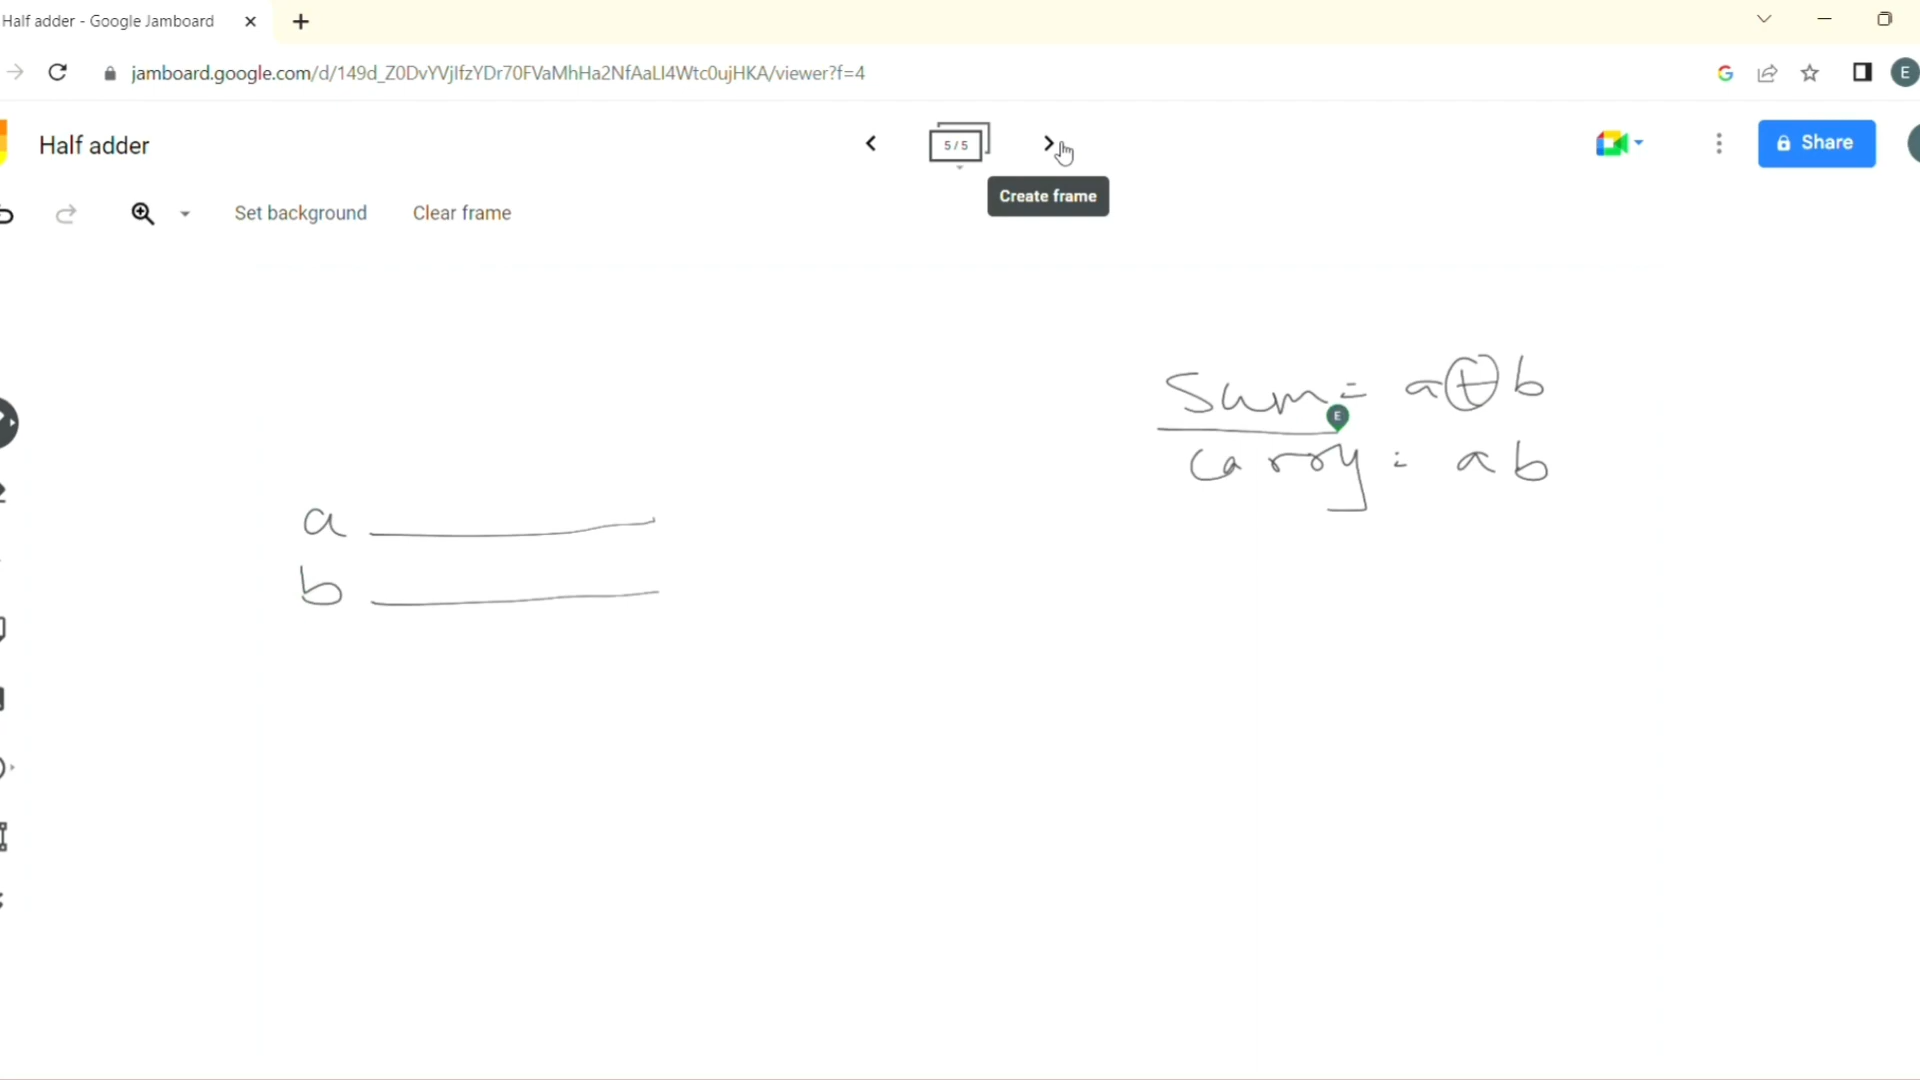 Half adder - Google Jamboard
jamboard.google.com/d/149d_Z0DvYVjIfzYDr70FVaMhHa2NfAaLI4Wtc0ujHKA/viewer?f=4
E
Half adder
5/5
Share
Create frame
Set background
Clear frame
Sum = a⊕b
E
carry = ab
a
b